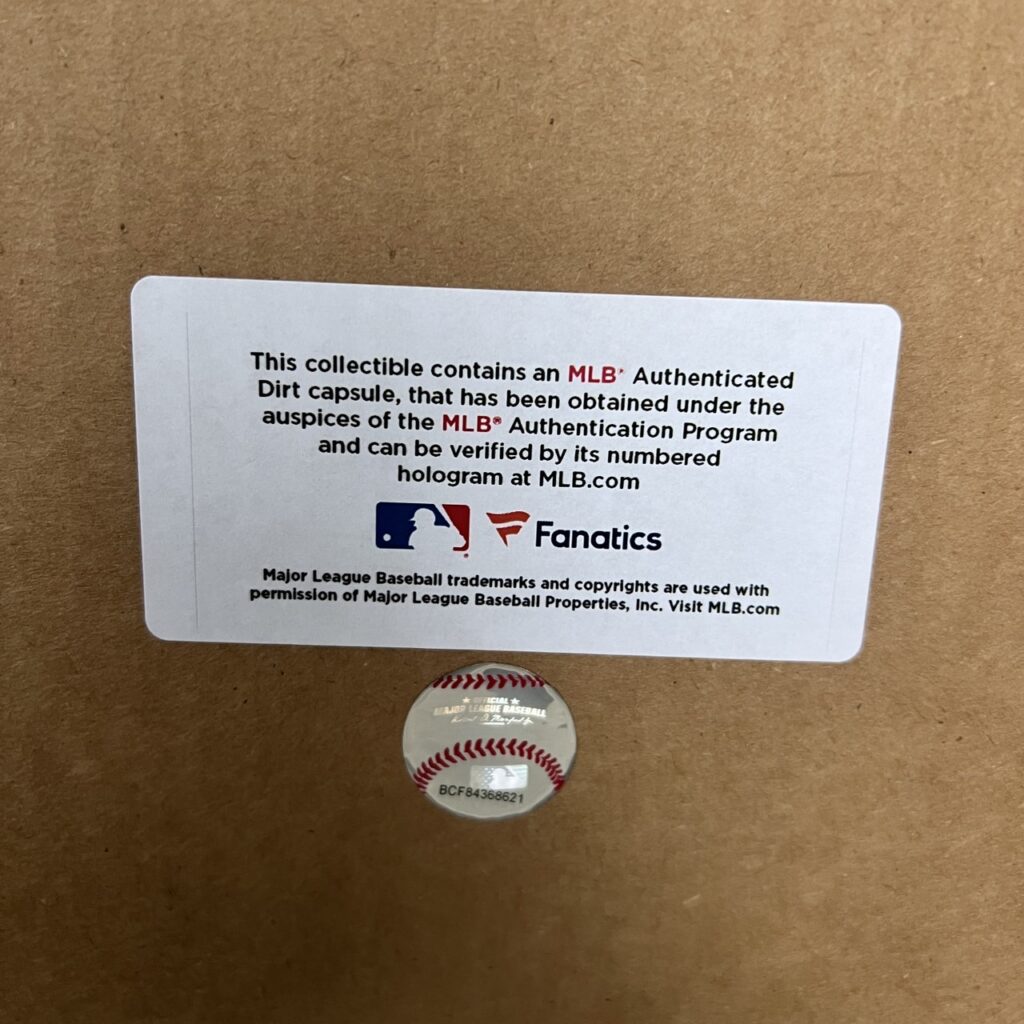 This collectible contains an MLB® Authenticated
Dirt capsule, that has been obtained under the
auspices of the MLB® Authentication Program
and can be verified by its numbered
hologram at MLB.com
Fanatics
Major League Baseball trademarks and copyrights are used with
permission of Major League Baseball Properties, Inc. Visit MLB.com
★ OFFICIAL ★
MAJOR LEAGUE BASEBALL
BCF84368621